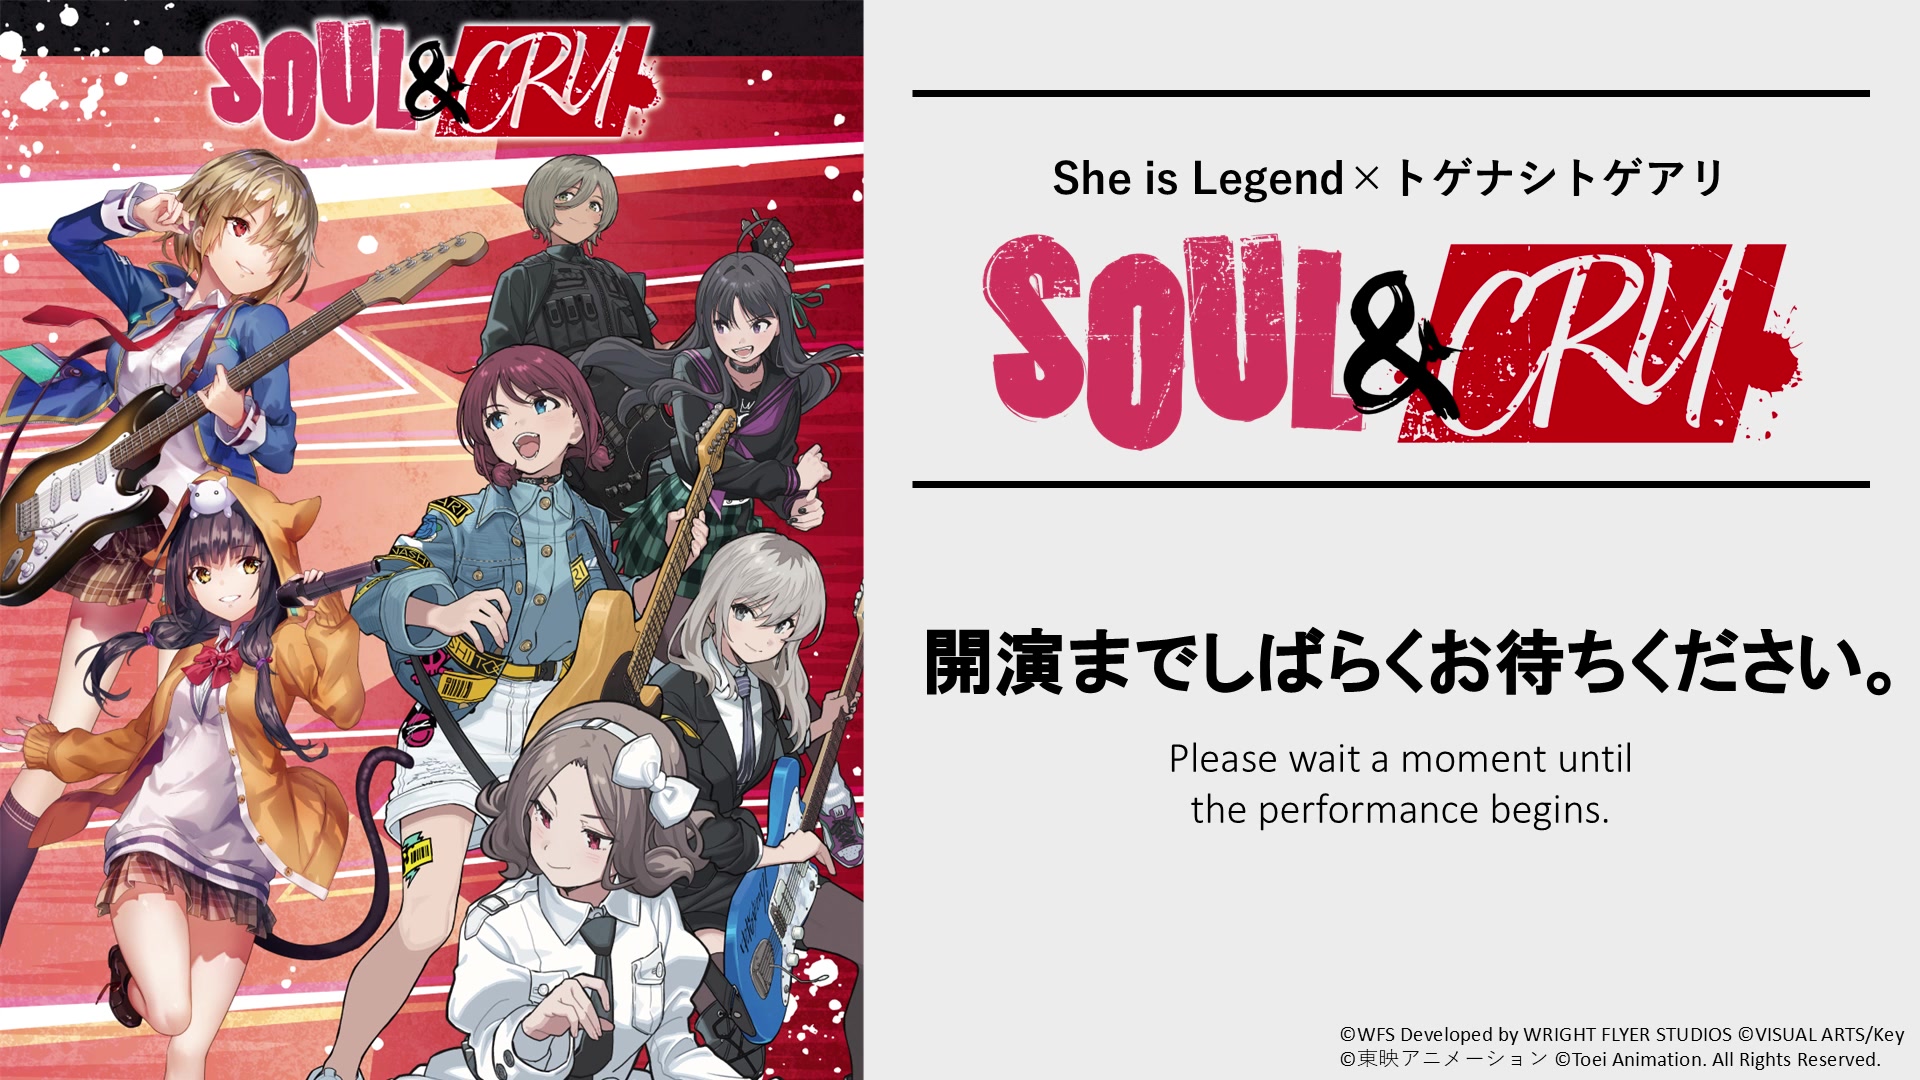 SOUL&CRY
She is Legend×トゲナシトゲアリ
SOUL&CRY
開演までしばらくお待ちください。
Please wait a moment until
the performance begins.
©WFS Developed by WRIGHT FLYER STUDIOS ©VISUAL ARTS/Key
©東映アニメーション ©Toei Animation. All Rights Reserved.